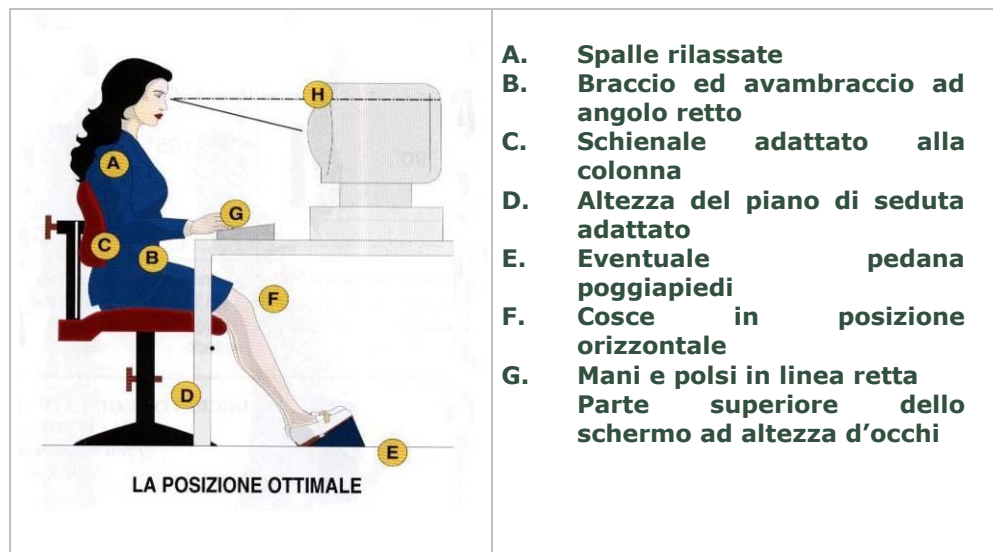 H
A
G
C
B
F
D
E
LA POSIZIONE OTTIMALE
A. Spalle rilassate
B. Braccio ed avambraccio ad
angolo retto
C. Schienale adattato alla
colonna
D. Altezza del piano di seduta
adattato
E. Eventuale pedana
poggiapiedi
F. Cosce in posizione
orizzontale
G. Mani e polsi in linea retta
Parte superiore dello
schermo ad altezza d’occhi